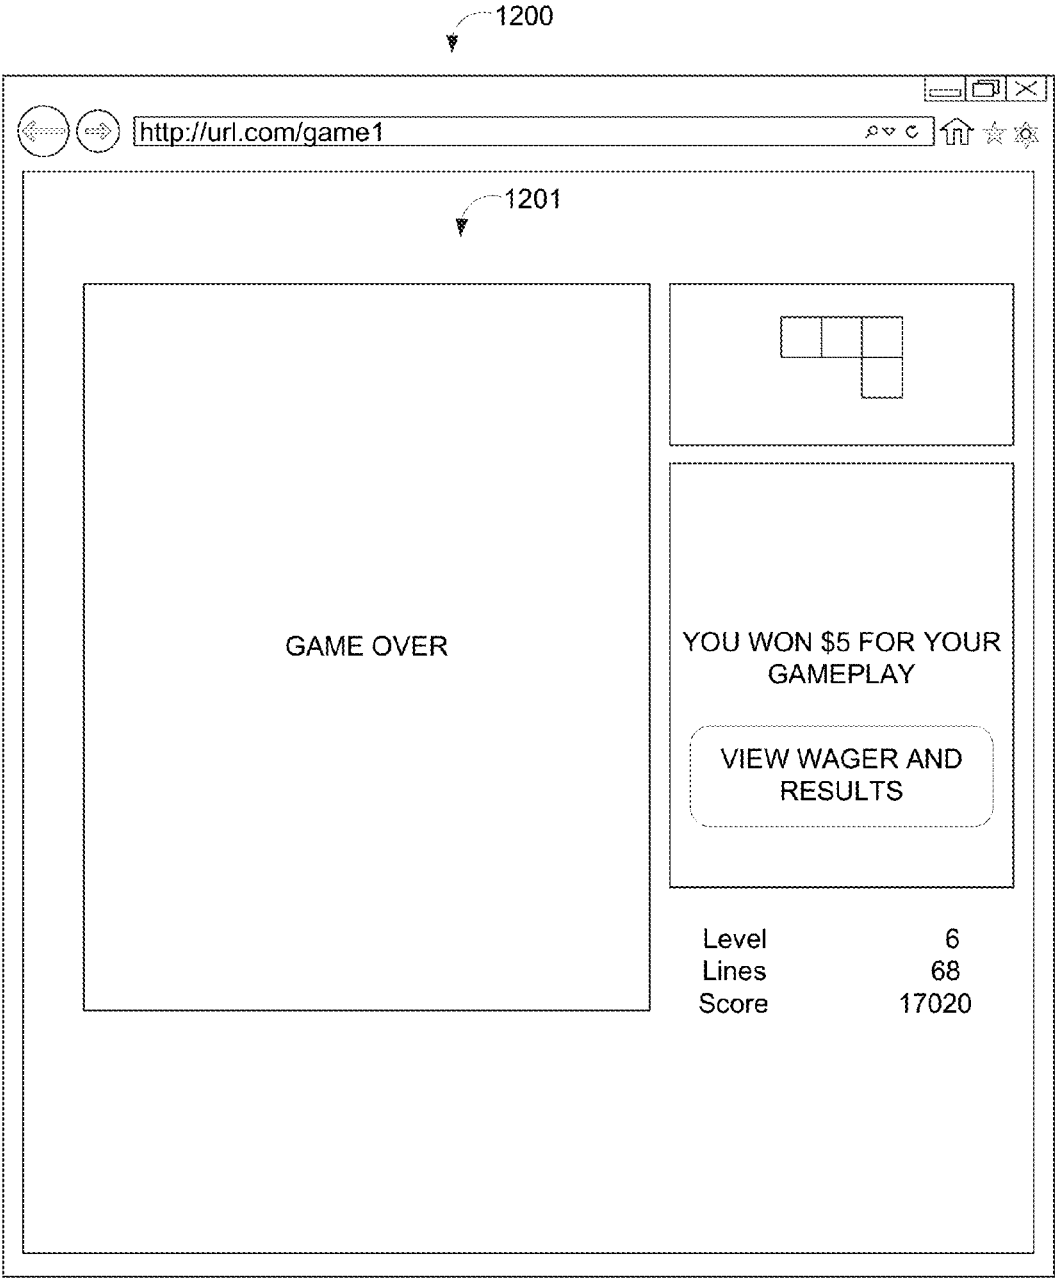 1200
http://url.com/game1
1201
GAME OVER
YOU WON $5 FOR YOUR
GAMEPLAY
VIEW WAGER AND
RESULTS
Level 6
Lines 68
Score 17020